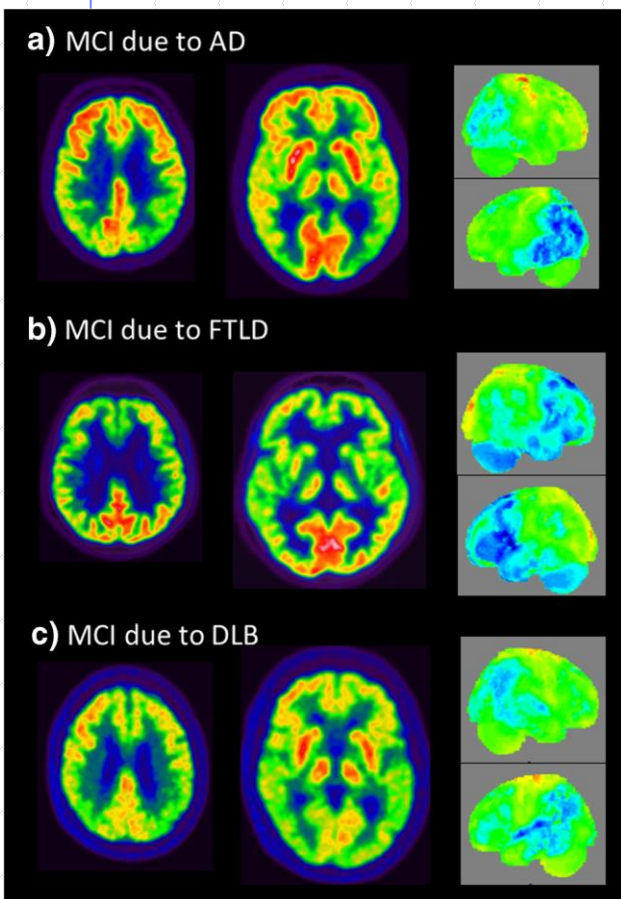 a) MCI due to AD
b) MCI due to FTLD
c) MCI due to DLB